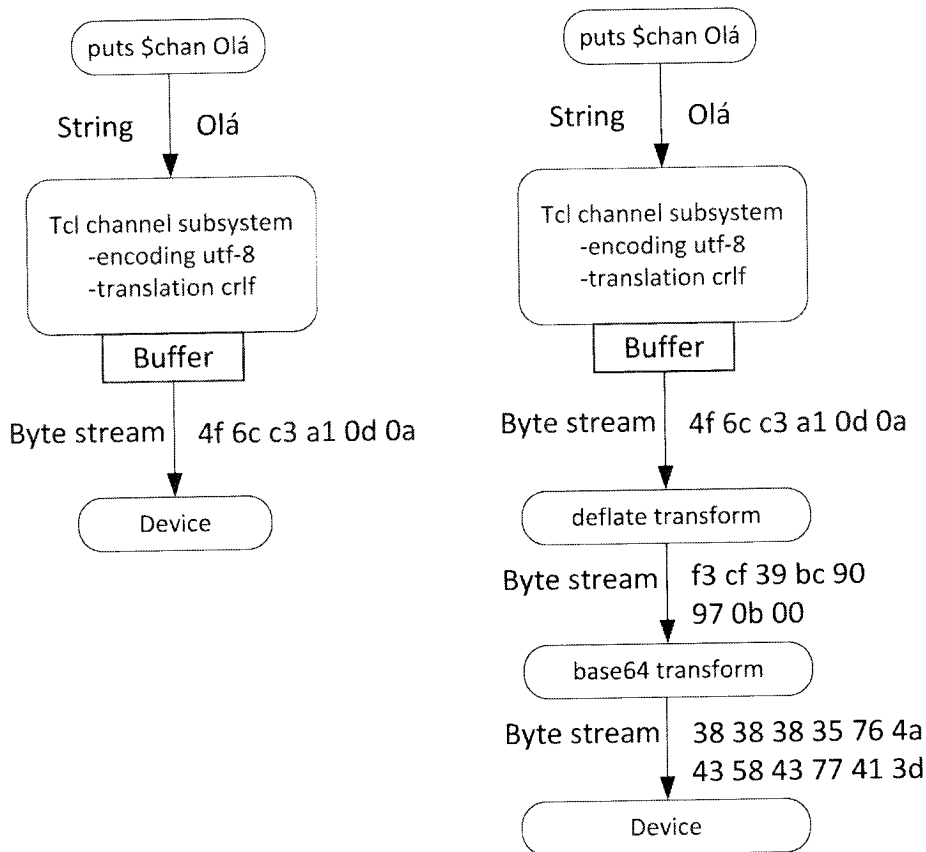 puts $chan Olá
String Olá
Tcl channel subsystem
-encoding utf-8
-translation crlf
Buffer
Byte stream 4f 6c c3 a1 0d 0a
Device
puts $chan Olá
String Olá
Tcl channel subsystem
-encoding utf-8
-translation crlf
Buffer
Byte stream 4f 6c c3 a1 0d 0a
deflate transform
Byte stream f3 cf 39 bc 90
97 0b 00
base64 transform
Byte stream 38 38 38 35 76 4a
43 58 43 77 41 3d
Device